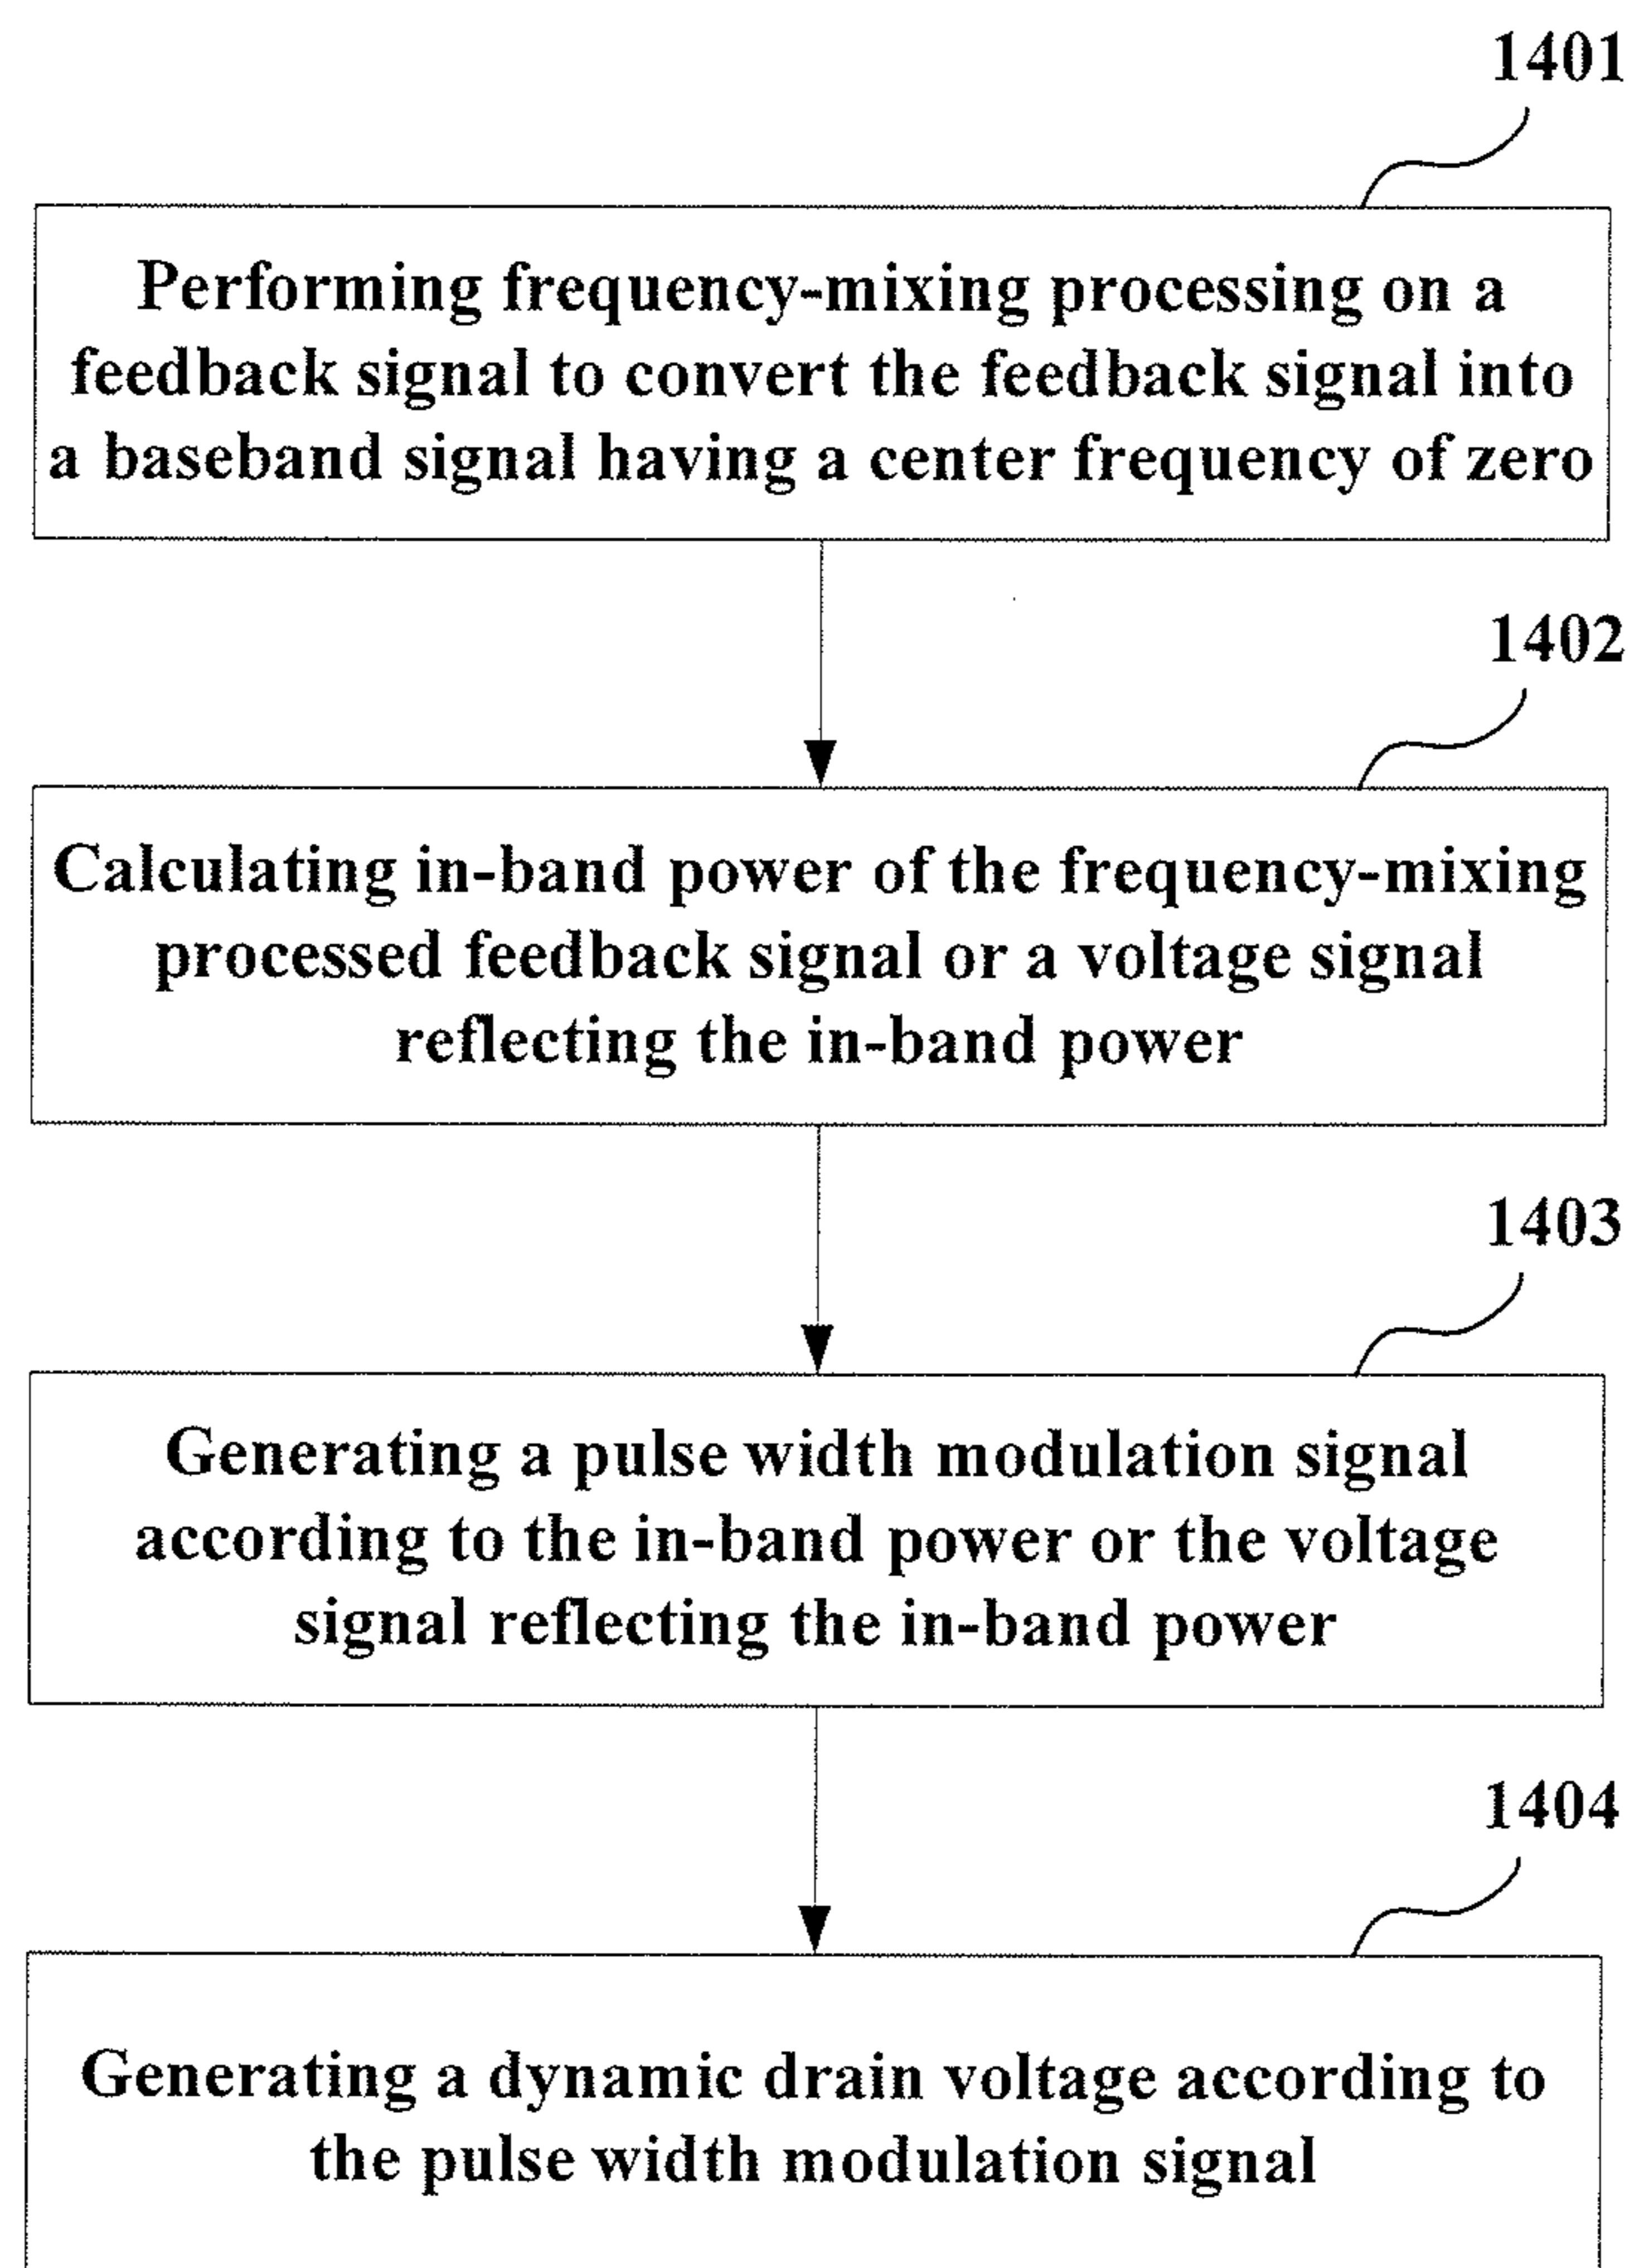 1401
Performing frequency-mixing processing on a
feedback signal to convert the feedback signal into
a baseband signal having a center frequency of zero
1402
Calculating in-band power of the frequency-mixing
processed feedback signal or a voltage signal
reflecting the in-band power
1403
Generating a pulse width modulation signal
according to the in-band power or the voltage
signal reflecting the in-band power
1404
Generating a dynamic drain voltage according to
the pulse width modulation signal